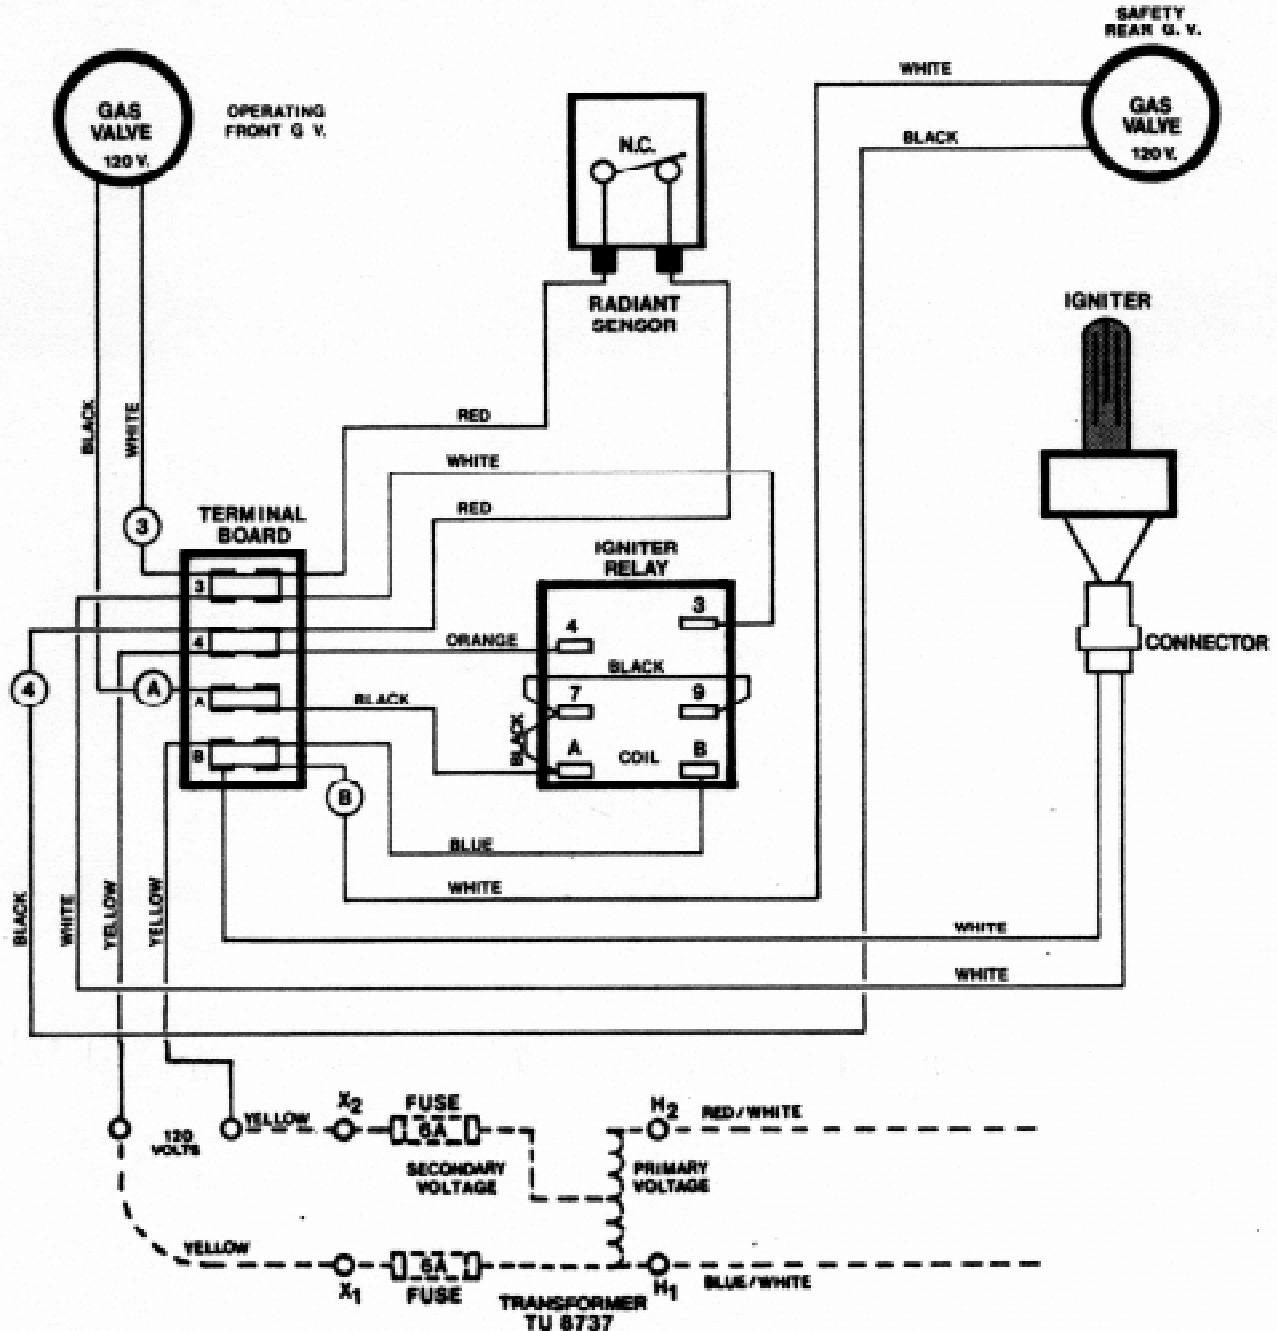 SAFETY
REAR G. V.
GAS
VALVE
120 V.
OPERATING
FRONT G V.
WHITE
BLACK
GAS
VALVE
120 V.
N.C.
RADIANT
SENSOR
IGNITER
BLACK
WHITE
RED
WHITE
RED
3
TERMINAL
BOARD
IGNITER
RELAY
3
4
A
B
ORANGE
4
3
BLACK
7
9
BLACK
A
COIL
B
CONNECTOR
4
A
BLACK
B
BLUE
WHITE
BLACK
WHITE
YELLOW
YELLOW
WHITE
WHITE
120
VOLTS
YELLOW
X2
FUSE
6A
H2
RED/WHITE
SECONDARY
VOLTAGE
PRIMARY
VOLTAGE
YELLOW
X1
6A
FUSE
H1
BLUE/WHITE
TRANSFORMER
TU 8737